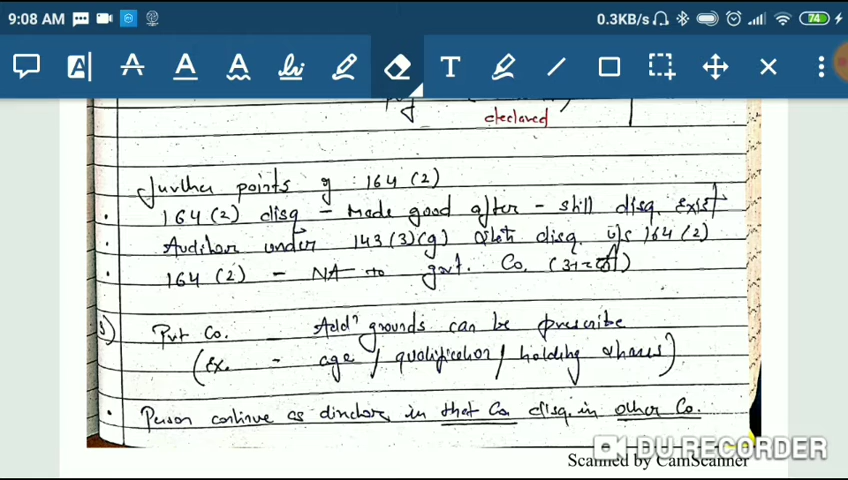 9:08 AM 0.3KB/s 74
declared
further points of 164 (2)
164 (2) disq - Made good after - still disq. exist
Auditor under 143(3)(g) disq. u/s 164 (2)
164 (2) - NA to govt. Co.
3) Pvt Co. - Addn grounds can be prescribe
(Ex. - age / qualification / holding shares)
Person continue as director in that Co. disq. in other Co.
DU RECORDER
Scanned by CamScanner